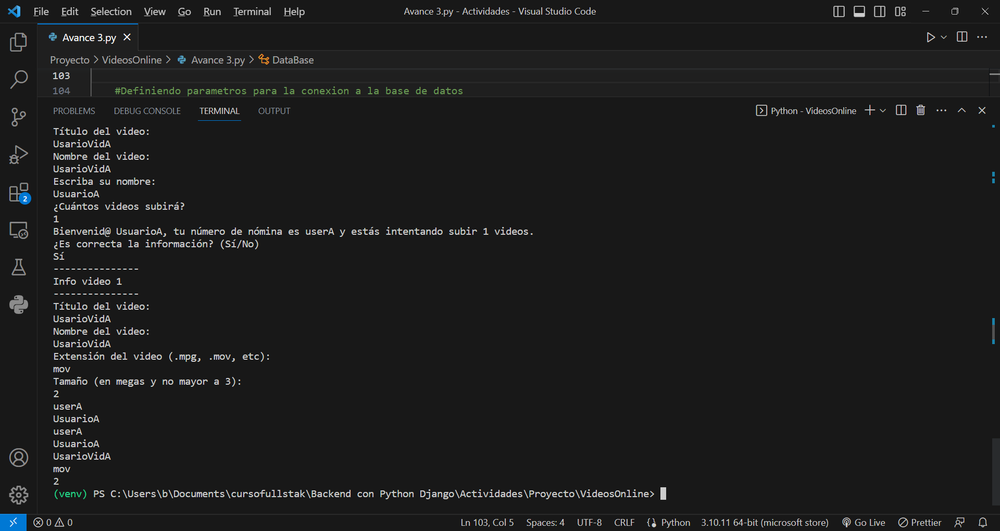 File Edit Selection View Go Run Terminal Help
Avance 3.py - Actividades - Visual Studio Code
Avance 3.py
Proyecto > VideosOnline > Avance 3.py > DataBase
103
104 #Definiendo parametros para la conexion a la base de datos
PROBLEMS DEBUG CONSOLE TERMINAL OUTPUT
Python - VideosOnline
Título del video:
UsarioVidA
Nombre del video:
UsarioVidA
Escriba su nombre:
UsuarioA
¿Cuántos videos subirá?
1
Bienvenid@ UsuarioA, tu número de nómina es userA y estás intentando subir 1 videos.
¿Es correcta la información? (Sí/No)
Sí
---------------
Info video 1
---------------
Título del video:
UsarioVidA
Nombre del video:
UsarioVidA
Extensión del video (.mpg, .mov, etc):
mov
Tamaño (en megas y no mayor a 3):
2
userA
UsuarioA
userA
UsuarioA
UsarioVidA
mov
2
(venv) PS C:\Users\b\Documents\cursofullstak\Backend con Python Django\Actividades\Proyecto\VideosOnline>
2
0 0
Ln 103, Col 5 Spaces: 4 UTF-8 CRLF Python 3.10.11 64-bit (microsoft store) Go Live Prettier